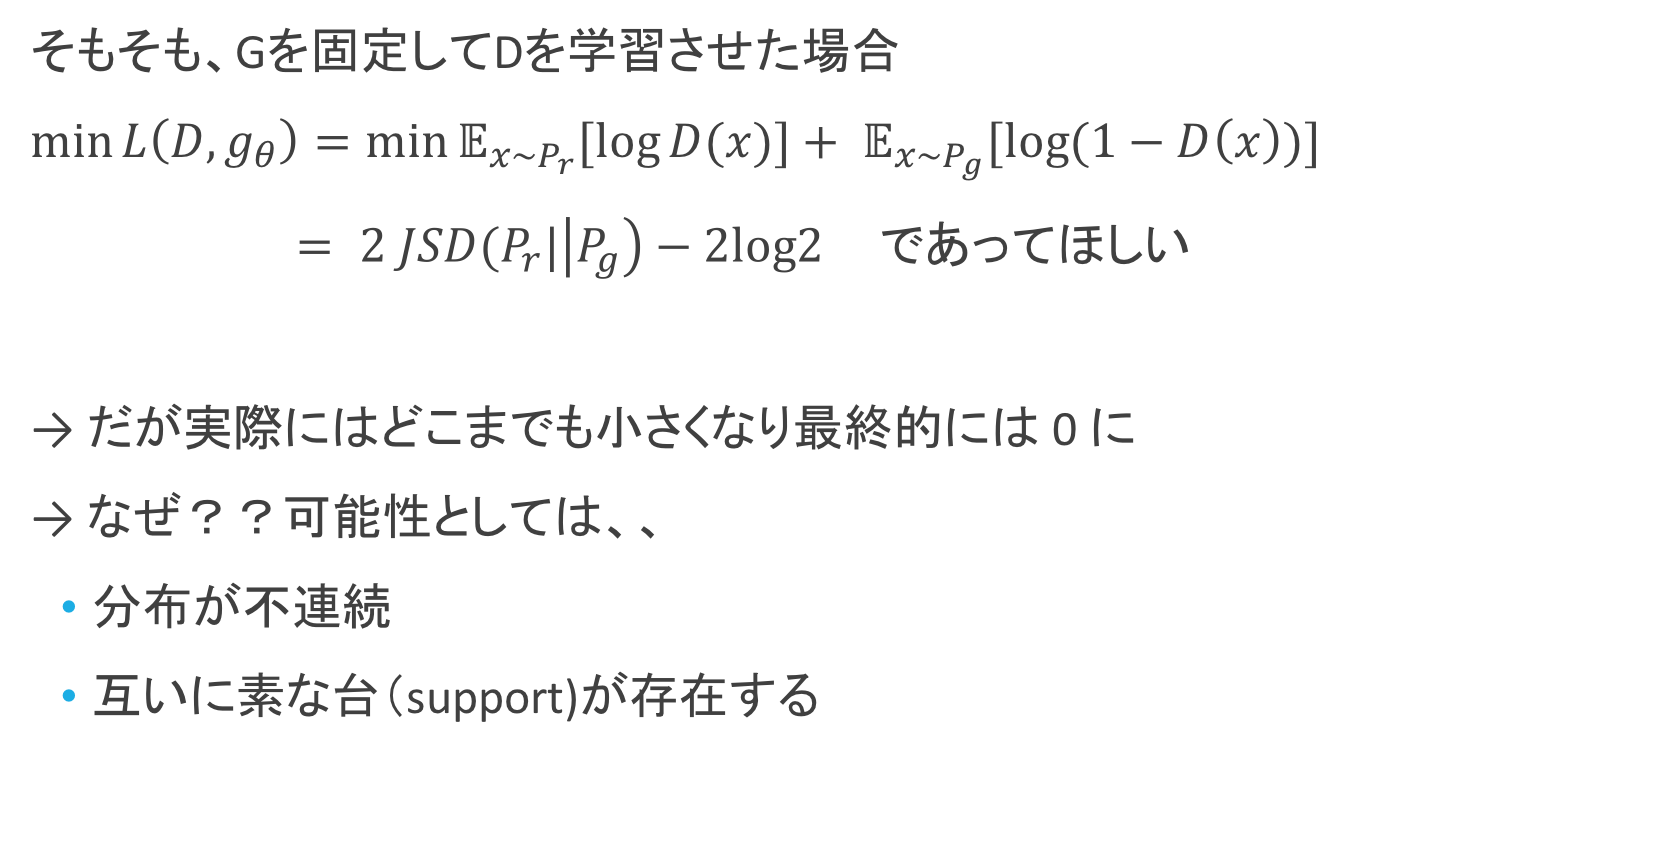 そもそも、Gを固定してDを学習させた場合
min L(D, g_θ) = min 𝔼_{x~P_r}[log D(x)] + 𝔼_{x~P_g}[log(1 − D(x))]
= 2 JSD(P_r||P_g) − 2log2 であってほしい
→ だが実際にはどこまでも小さくなり最終的には 0 に
→ なぜ？？可能性としては、、
• 分布が不連続
• 互いに素な台（support)が存在する